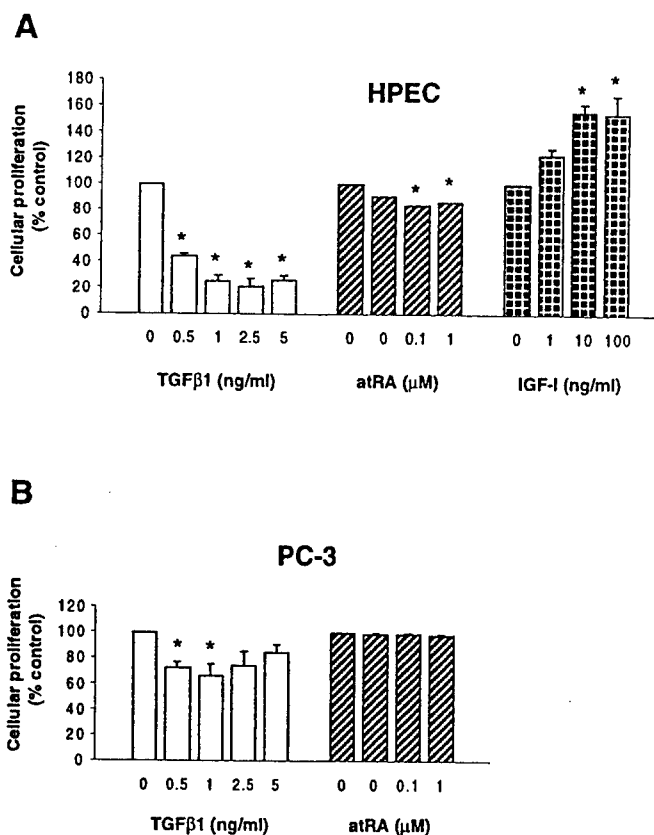 A
HPEC
Cellular proliferation
(% control)
180
160
140
120
100
80
60
40
20
0
* * * * * * * *
0 0.5 1 2.5 5 0 0 0.1 1 0 1 10 100
TGFβ1 (ng/ml) atRA (μM) IGF-I (ng/ml)
B
PC-3
Cellular proliferation
(% control)
120
100
80
60
40
20
0
* *
0 0.5 1 2.5 5 0 0 0.1 1
TGFβ1 (ng/ml) atRA (μM)